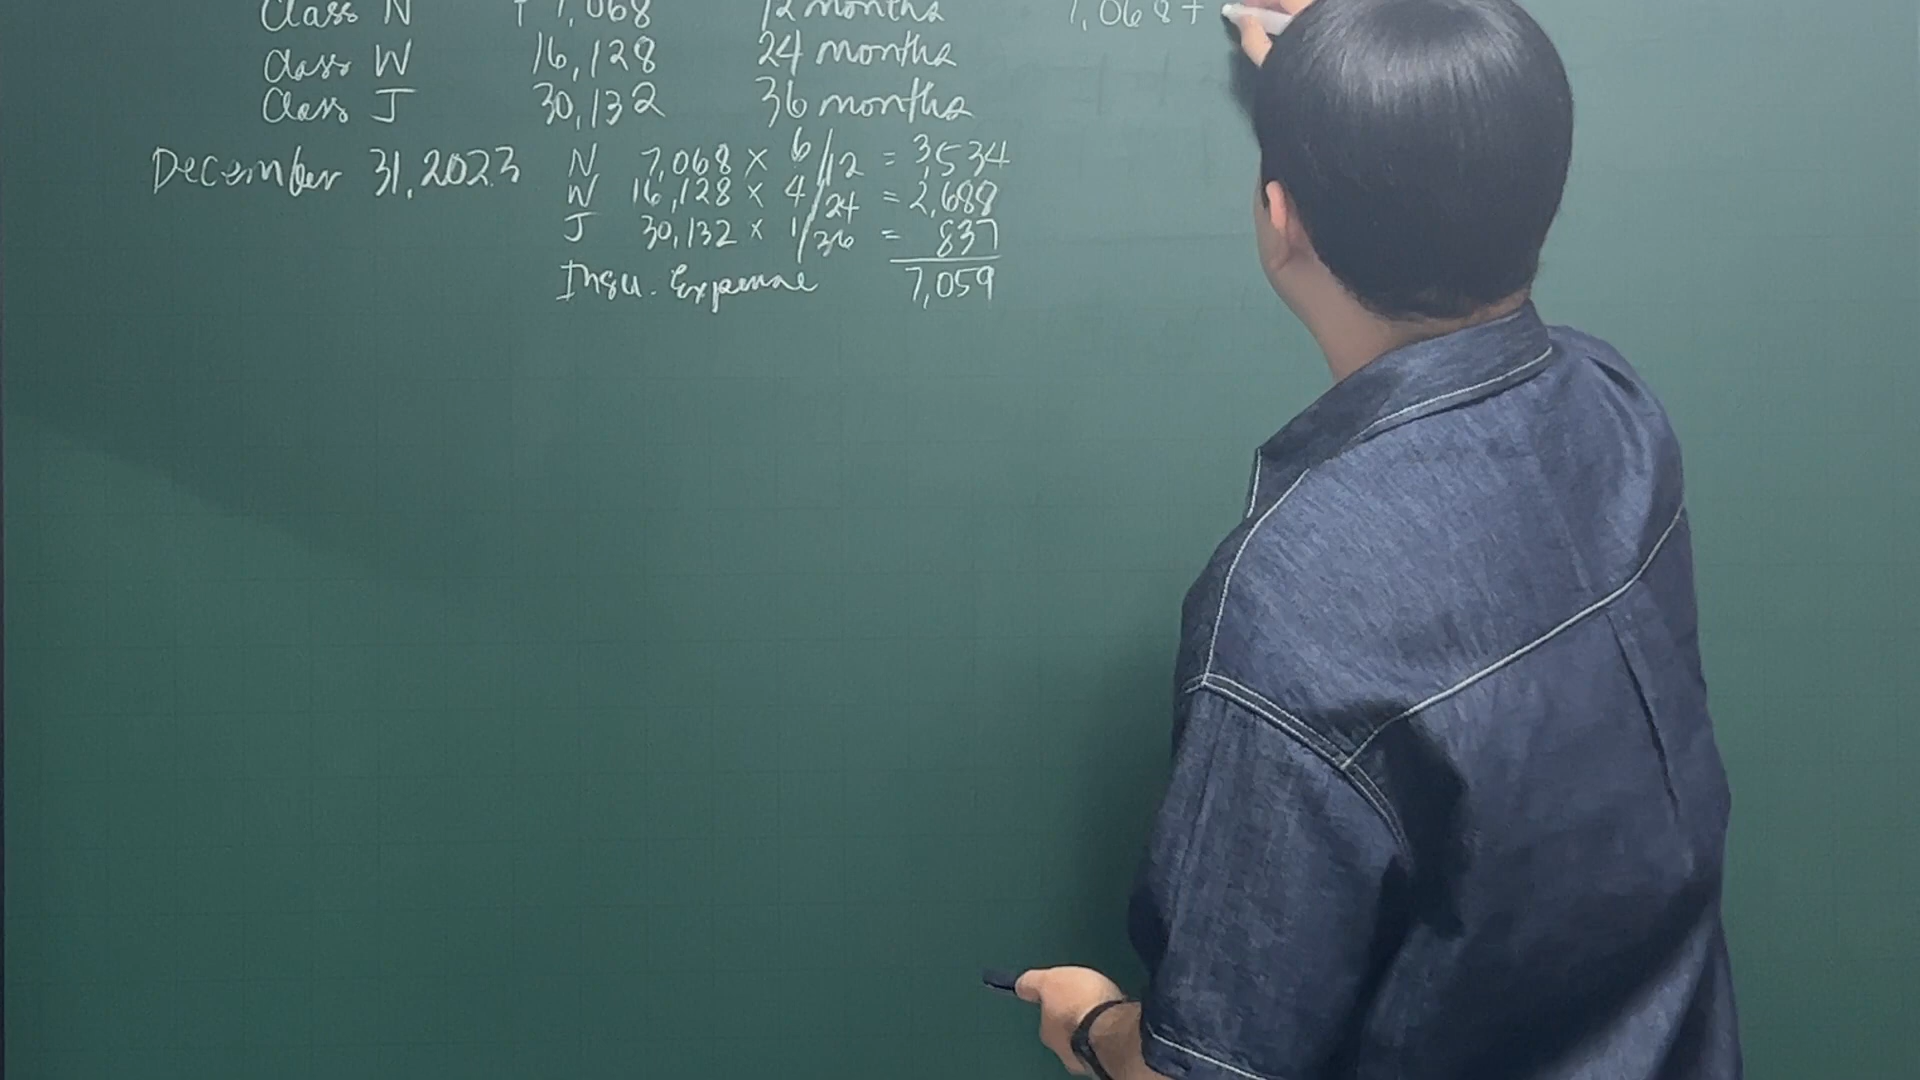 Class N ₱ 7,068 12 months 7,068+
Class W 16,128 24 months
Class J 30,132 36 months
December 31, 2023 N 7,068 × 6/12 = 3,534
W 16,128 × 4/24 = 2,688
J 30,132 × 1/36 = 837
Insu. Expense 7,059